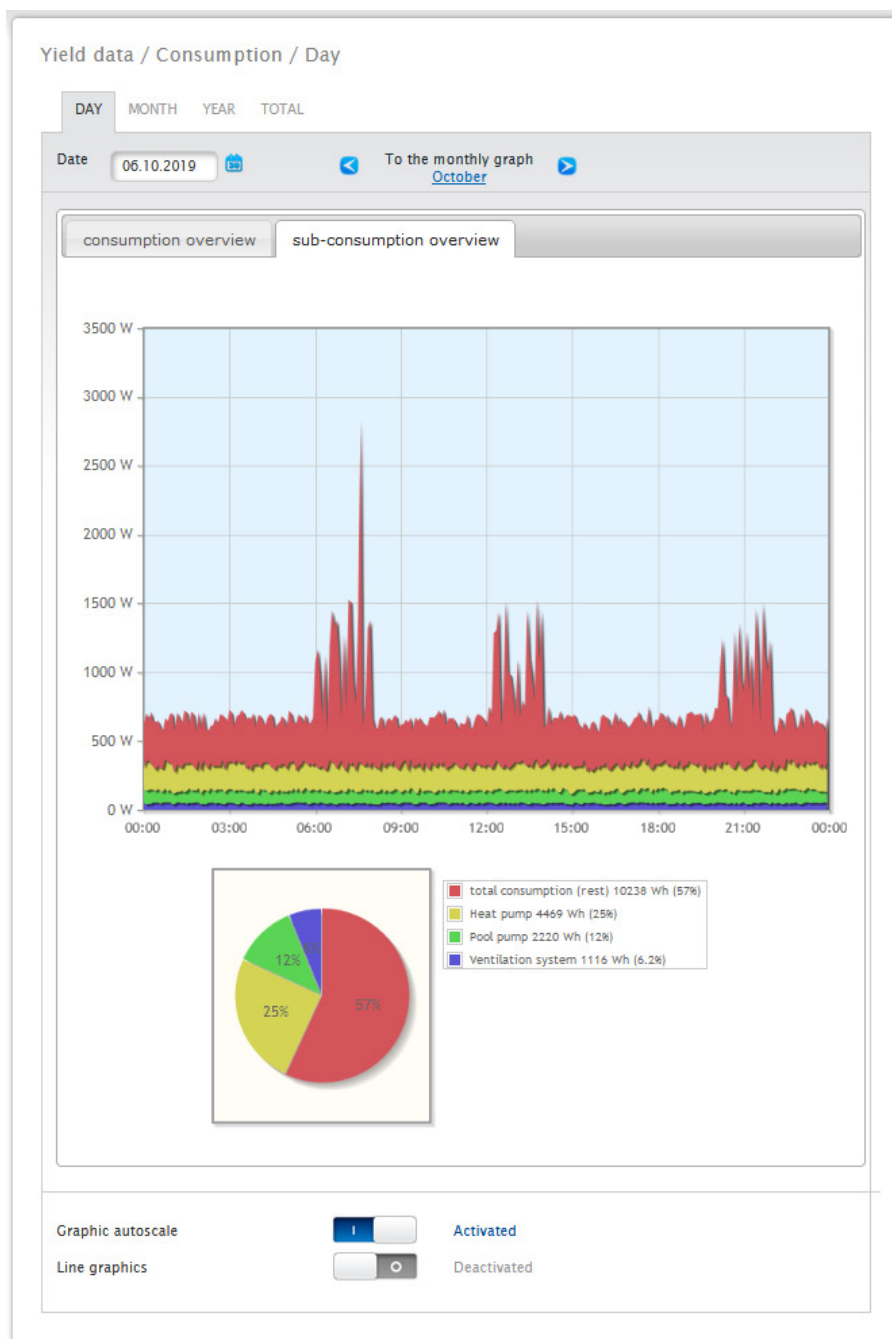 Yield data / Consumption / Day
DAY MONTH YEAR TOTAL
Date 06.10.2019 To the monthly graph
October
consumption overview sub-consumption overview
3500 W
3000 W
2500 W
2000 W
1500 W
1000 W
500 W
0 W
00:00 03:00 06:00 09:00 12:00 15:00 18:00 21:00 00:00
total consumption (rest) 10238 Wh (57%)
Heat pump 4469 Wh (25%)
Pool pump 2220 Wh (12%)
Ventilation system 1116 Wh (6.2%)
12%
57%
25%
Graphic autoscale I Activated
Line graphics O Deactivated